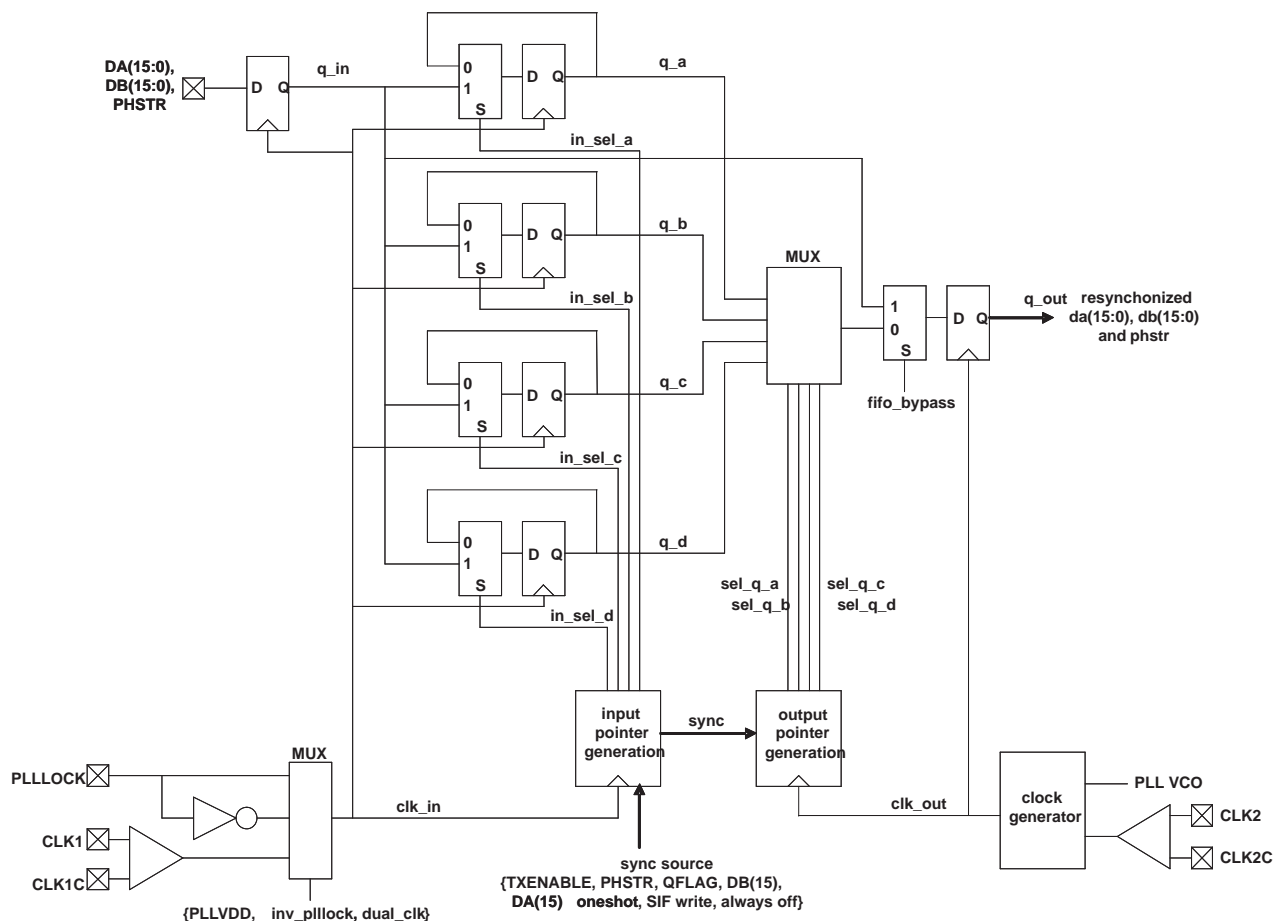 DA(15:0),
DB(15:0),
PHSTR
D Q
q_in
0
1
S
D Q
q_a
in_sel_a
0
1
S
D Q
q_b
in_sel_b
0
1
S
D Q
q_c
in_sel_c
0
1
S
D Q
q_d
in_sel_d
MUX
1
0
S
fifo_bypass
D Q
q_out
resynchonized
da(15:0), db(15:0)
and phstr
sel_q_a
sel_q_b
sel_q_c
sel_q_d
input
pointer
generation
sync
output
pointer
generation
PLLLOCK
CLK1
CLK1C
MUX
clk_in
{PLLVDD, inv_plllock, dual_clk}
sync source
{TXENABLE, PHSTR, QFLAG, DB(15),
DA(15) oneshot, SIF write, always off}
clk_out
clock
generator
PLL VCO
CLK2
CLK2C